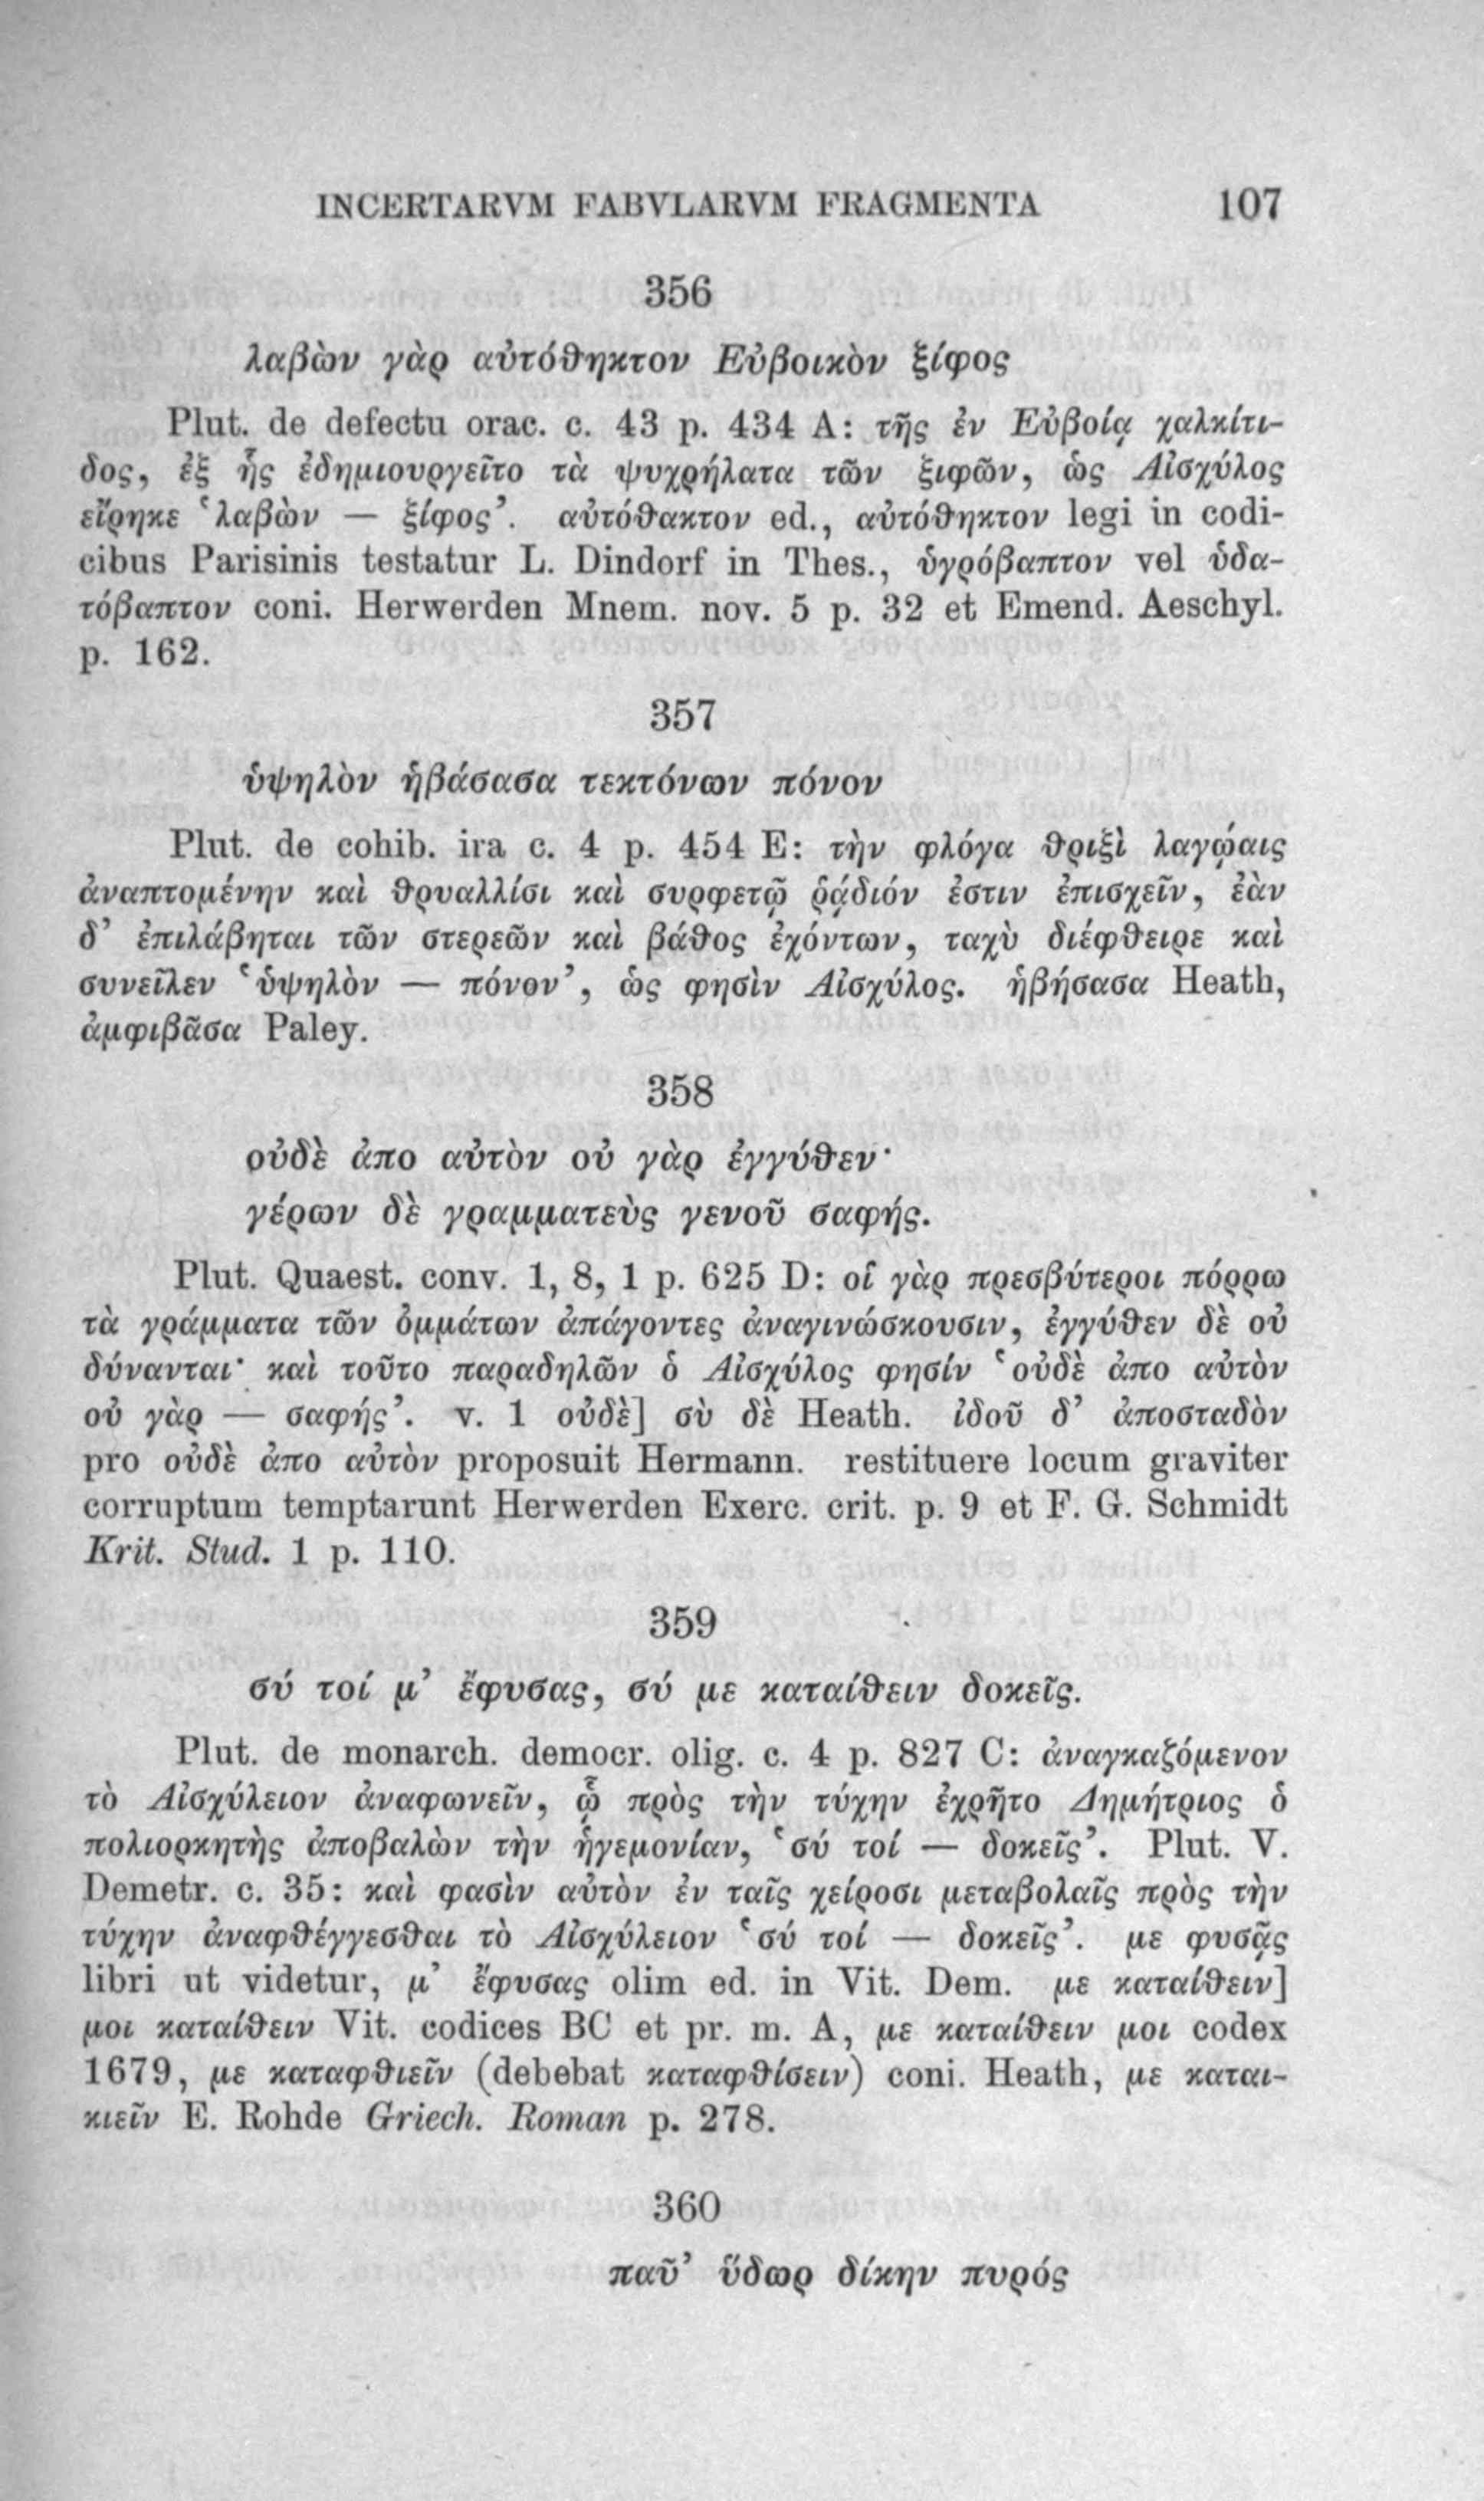 INCERTARVM FABVLARVM FRAGMENTA 107
356
λαβὼν γὰρ αὐτόθηκτον Εὐβοικὸν ξίφος
Plut. de defectu orac. c. 43 p. 434 A: τῆς ἐν Εὐβοίᾳ χαλκίτι-
δος, ἐξ ἧς ἐδημιουργεῖτο τὰ ψυχρήλατα τῶν ξιφῶν, ὡς Αἰσχύλος
εἴρηκε ‘λαβὼν — ξίφος’. αὐτόθακτον ed., αὐτόθηκτον legi in codi-
cibus Parisinis testatur L. Dindorf in Thes., ὑγρόβαπτον vel ὑδα-
τόβαπτον coni. Herwerden Mnem. nov. 5 p. 32 et Emend. Aeschyl.
p. 162.
357
ὑψηλὸν ἡβάσασα τεκτόνων πόνον
Plut. de cohib. ira c. 4 p. 454 E: τὴν φλόγα θριξὶ λαγῴαις
ἀναπτομένην καὶ θρυαλλίσι καὶ συρφετῷ ῥᾴδιόν ἐστιν ἐπισχεῖν, ἐὰν
δ’ ἐπιλάβηται τῶν στερεῶν καὶ βάθος ἐχόντων, ταχὺ διέφθειρε καὶ
συνεῖλεν ‘ὑψηλὸν — πόνον’, ὡς φησὶν Αἰσχύλος. ἡβήσασα Heath,
ἀμφιβᾶσα Paley.
358
οὐδὲ ἀπο αὐτὸν οὐ γὰρ ἐγγύθεν·
γέρων δὲ γραμματεὺς γενοῦ σαφής.
Plut. Quaest. conv. 1, 8, 1 p. 625 D: οἱ γὰρ πρεσβύτεροι πόρρω
τὰ γράμματα τῶν ὀμμάτων ἀπάγοντες ἀναγινώσκουσιν, ἐγγύθεν δὲ οὐ
δύνανται· καὶ τοῦτο παραδηλῶν ὁ Αἰσχύλος φησίν ‘οὐδὲ ἀπο αὐτὸν
οὐ γὰρ — σαφής’. v. 1 οὐδὲ] σὺ δὲ Heath. ἰδοῦ δ’ ἀποσταδὸν
pro οὐδὲ ἀπο αὐτὸν proposuit Hermann. restituere locum graviter
corruptum temptarunt Herwerden Exerc. crit. p. 9 et F. G. Schmidt
Krit. Stud. 1 p. 110.
359
σύ τοί μ’ ἔφυσας, σύ με καταίθειν δοκεῖς.
Plut. de monarch. democr. olig. c. 4 p. 827 C: ἀναγκαζόμενον
τὸ Αἰσχύλειον ἀναφωνεῖν, ᾧ πρὸς τὴν τύχην ἐχρῆτο Δημήτριος ὁ
πολιορκητὴς ἀποβαλὼν τὴν ἡγεμονίαν, ‘σύ τοί — δοκεῖς’. Plut. V.
Demetr. c. 35: καὶ φασὶν αὐτὸν ἐν ταῖς χείροσι μεταβολαῖς πρὸς τὴν
τύχην ἀναφθέγγεσθαι τὸ Αἰσχύλειον ‘σύ τοί — δοκεῖς’. με φυσᾷς
libri ut videtur, μ’ ἔφυσας olim ed. in Vit. Dem. με καταίθειν]
μοι καταίθειν Vit. codices BC et pr. m. A, με καταίθειν μοι codex
1679, με καταφθιεῖν (debebat καταφθίσειν) coni. Heath, με καται-
κιεῖν E. Rohde Griech. Roman p. 278.
360
παῦ’ ὕδωρ δίκην πυρός